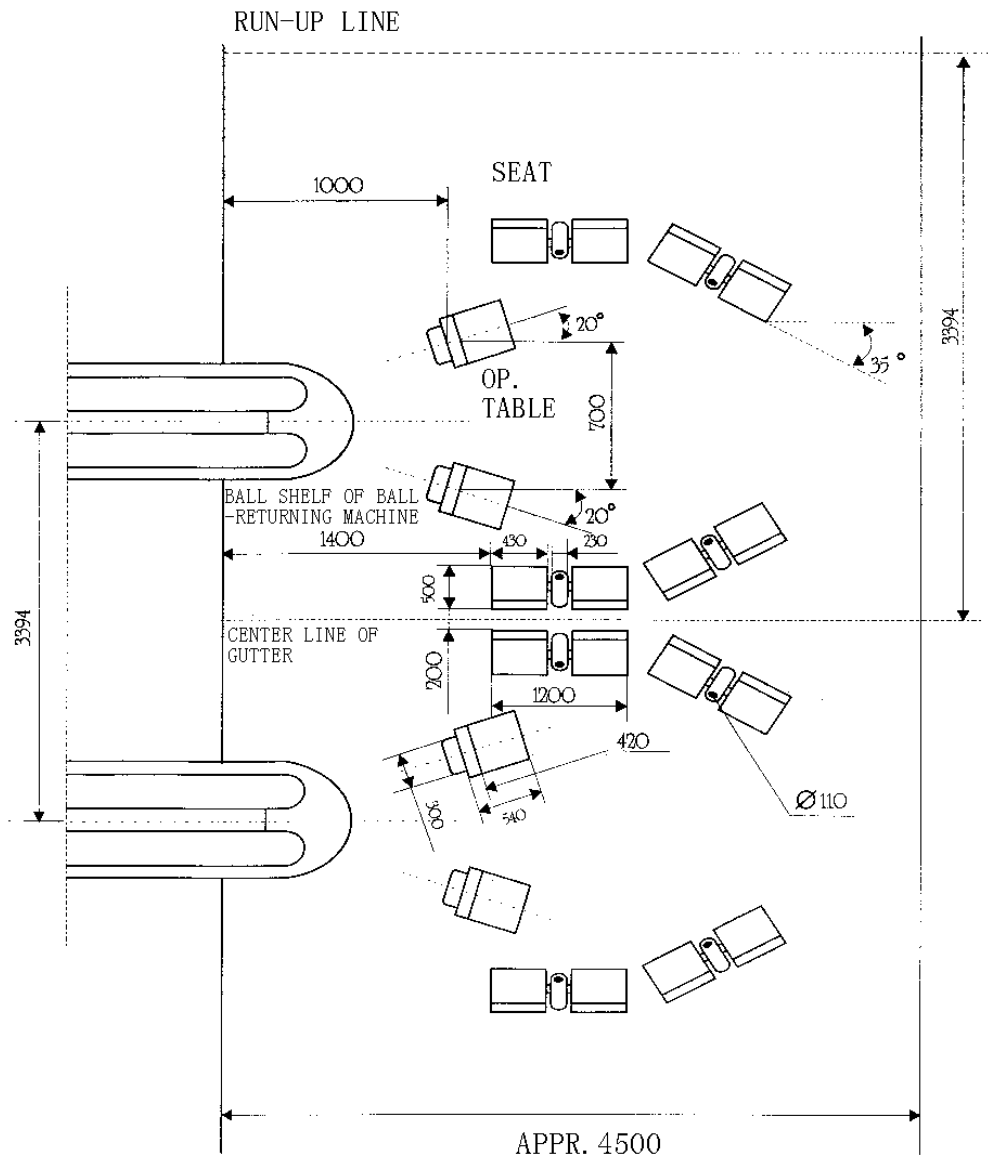 RUN-UP LINE
SEAT
1000
20°
3394
35°
OP.
TABLE
700
BALL SHELF OF BALL
-RETURNING MACHINE
20°
1400
430
230
500
3394
CENTER LINE OF
GUTTER
200
1200
420
300
540
Ø110
APPR. 4500